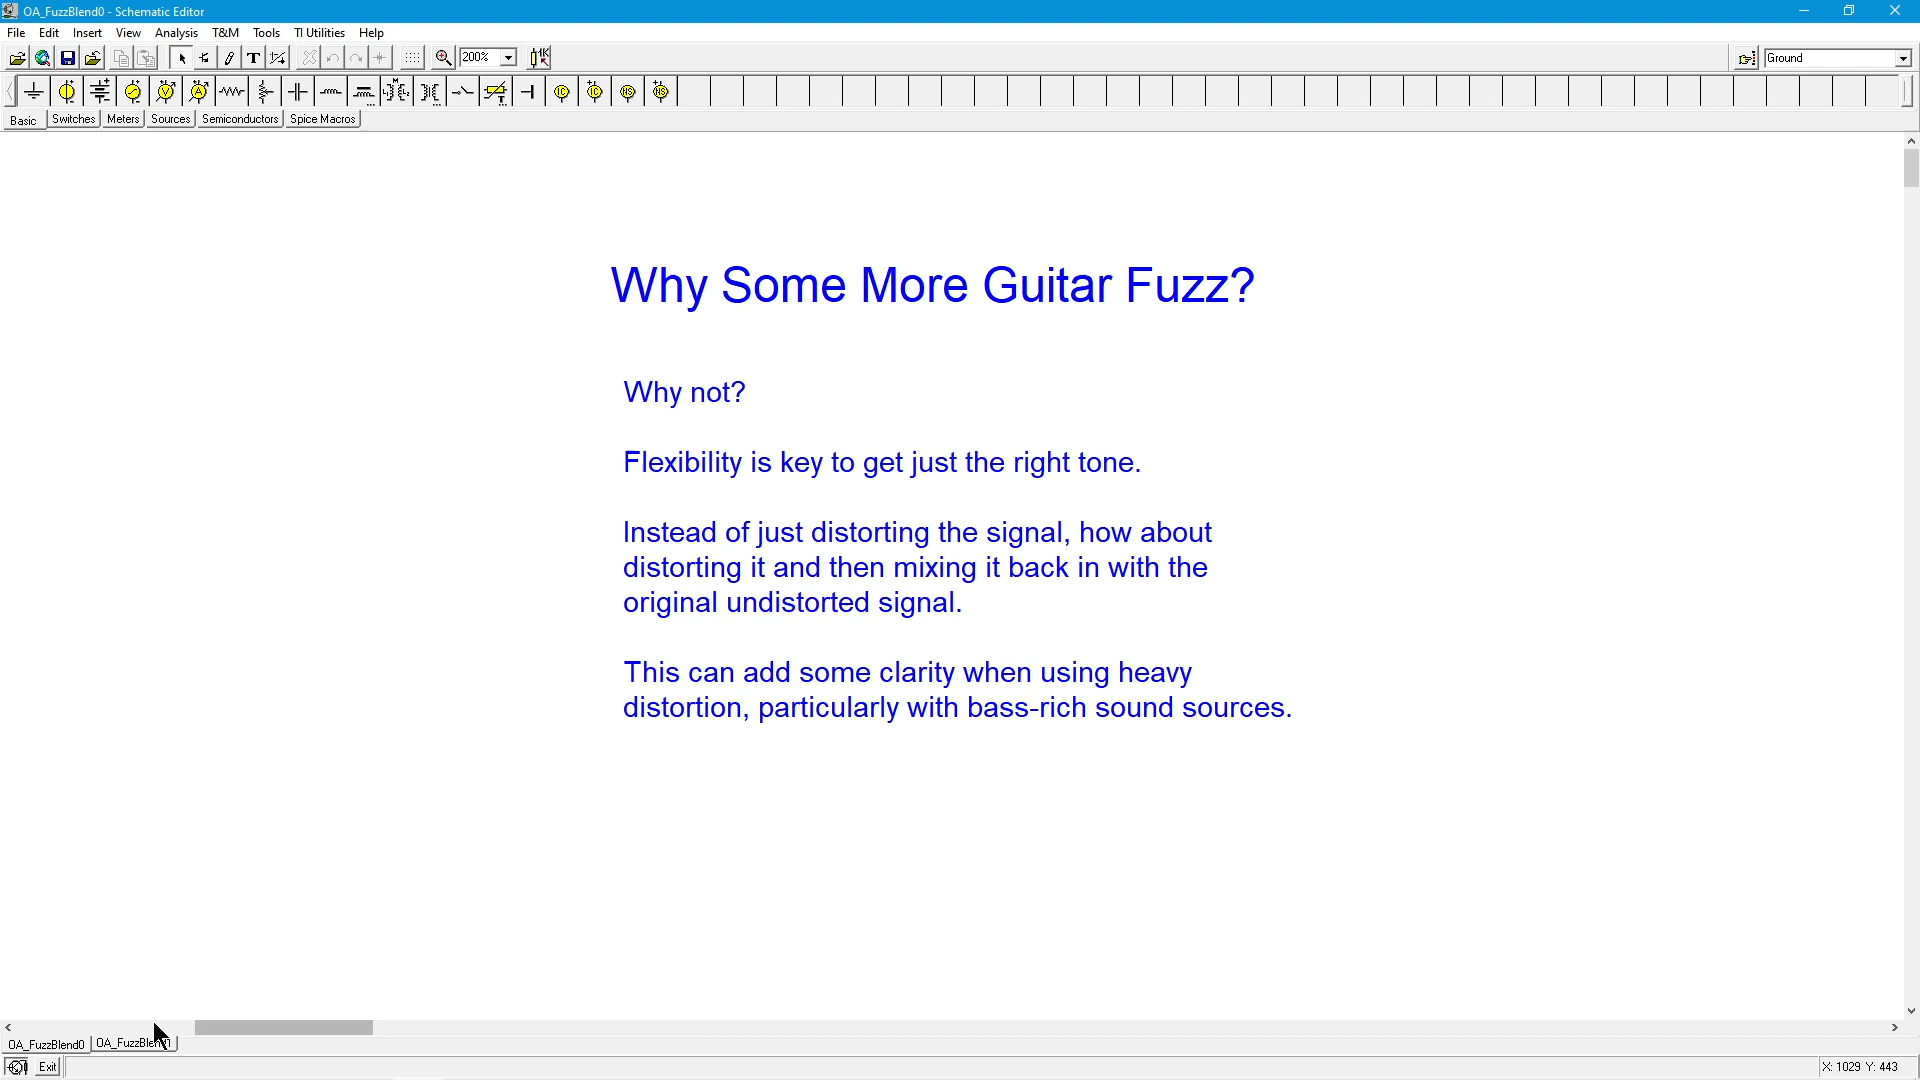 OA_FuzzBlend0 - Schematic Editor
File Edit Insert View Analysis T&M Tools TI Utilities Help
200%
1K
Ground
Basic Switches Meters Sources Semiconductors Spice Macros
Why Some More Guitar Fuzz?
Why not?
Flexibility is key to get just the right tone.
Instead of just distorting the signal, how about
distorting it and then mixing it back in with the
original undistorted signal.
This can add some clarity when using heavy
distortion, particularly with bass-rich sound sources.
OA_FuzzBlend0
Exit
X: 1029 Y: 443